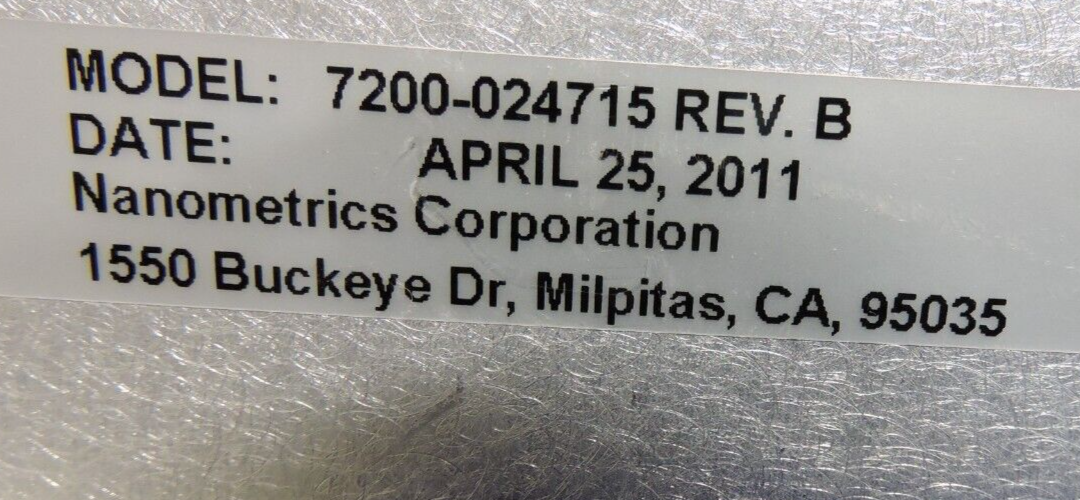 MODEL: 7200-024715 REV. B
DATE: APRIL 25, 2011
Nanometrics Corporation
1550 Buckeye Dr, Milpitas, CA, 95035